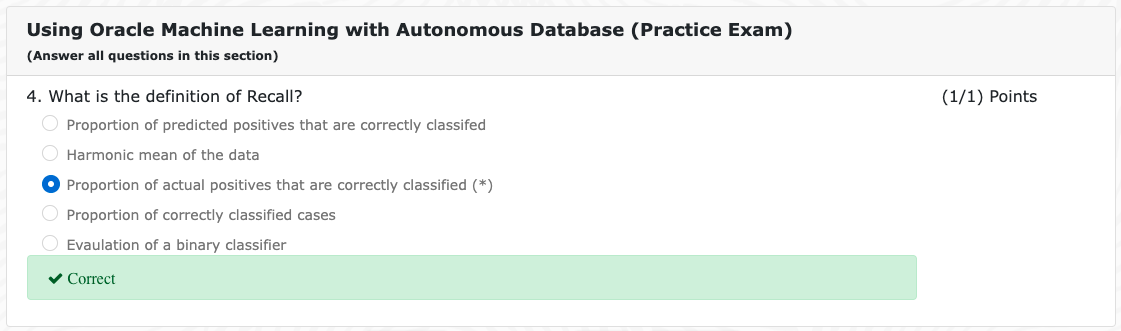 Using Oracle Machine Learning with Autonomous Database (Practice Exam)
(Answer all questions in this section)
4. What is the definition of Recall? (1/1) Points
Proportion of predicted positives that are correctly classifed
Harmonic mean of the data
Proportion of actual positives that are correctly classified (*)
Proportion of correctly classified cases
Evaulation of a binary classifier
Correct